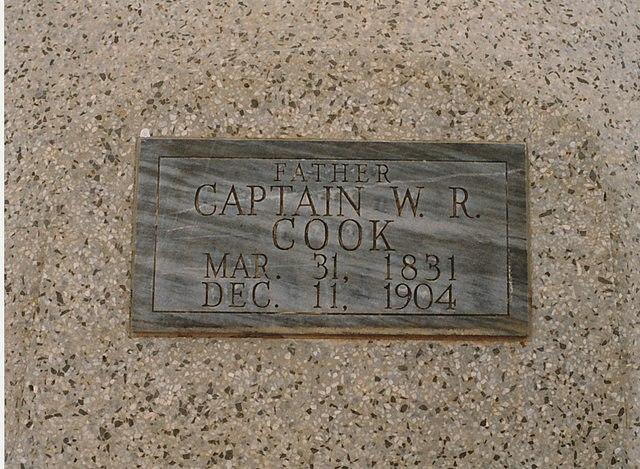 FATHER
CAPTAIN W. R.
COOK
MAR. 31, 1831
DEC. 11, 1904